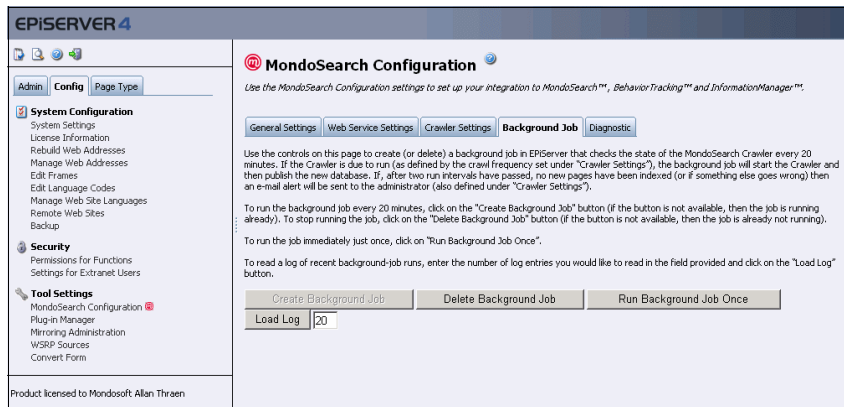 EPiSERVER 4
Admin
Config
Page Type
System Configuration
System Settings
License Information
Rebuild Web Addresses
Manage Web Addresses
Edit Frames
Edit Language Codes
Manage Web Site Languages
Remote Web Sites
Backup
Security
Permissions for Functions
Settings for Extranet Users
Tool Settings
MondoSearch Configuration
Plug-in Manager
Mirroring Administration
WSRP Sources
Convert Form
Product licensed to Mondosoft Allan Thraen
MondoSearch Configuration
Use the MondoSearch Configuration settings to set up your integration to MondoSearch™, BehaviorTracking™ and InformationManager™.
General Settings
Web Service Settings
Crawler Settings
Background Job
Diagnostic
Use the controls on this page to create (or delete) a background job in EPiServer that checks the state of the MondoSearch Crawler every 20
minutes. If the Crawler is due to run (as defined by the crawl frequency set under "Crawler Settings"), the background job will start the Crawler and
then publish the new database. If, after two run intervals have passed, no new pages have been indexed (or if something else goes wrong) then
an e-mail alert will be sent to the administrator (also defined under "Crawler Settings").
To run the background job every 20 minutes, click on the "Create Background Job" button (if the button is not available, then the job is running
already). To stop running the job, click on the "Delete Background Job" button (if the button is not available, then the job is already not running).
To run the job immediately just once, click on "Run Background Job Once".
To read a log of recent background-job runs, enter the number of log entries you would like to read in the field provided and click on the "Load Log"
button.
Create Background Job
Delete Background Job
Run Background Job Once
Load Log
20